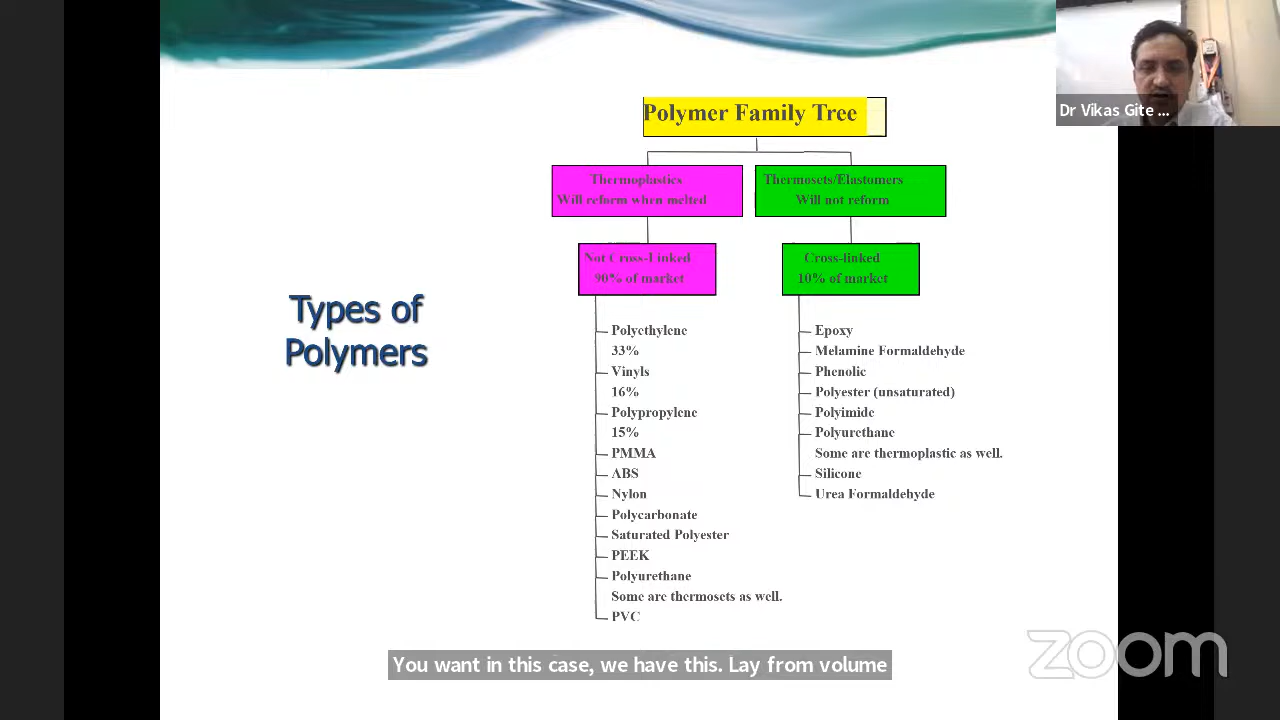 Polymer Family Tree
Dr Vikas Gite ...
Thermoplastics
Will reform when melted
Thermosets/Elastomers
Will not reform
Not Cross-Linked
90% of market
Cross-linked
10% of market
Types of
Polymers
Polyethylene
33%
Vinyls
16%
Polypropylene
15%
PMMA
ABS
Nylon
Polycarbonate
Saturated Polyester
PEEK
Polyurethane
Some are thermosets as well.
PVC
Epoxy
Melamine Formaldehyde
Phenolic
Polyester (unsaturated)
Polyimide
Polyurethane
Some are thermoplastic as well.
Silicone
Urea Formaldehyde
You want in this case, we have this. Lay from volume
zoom